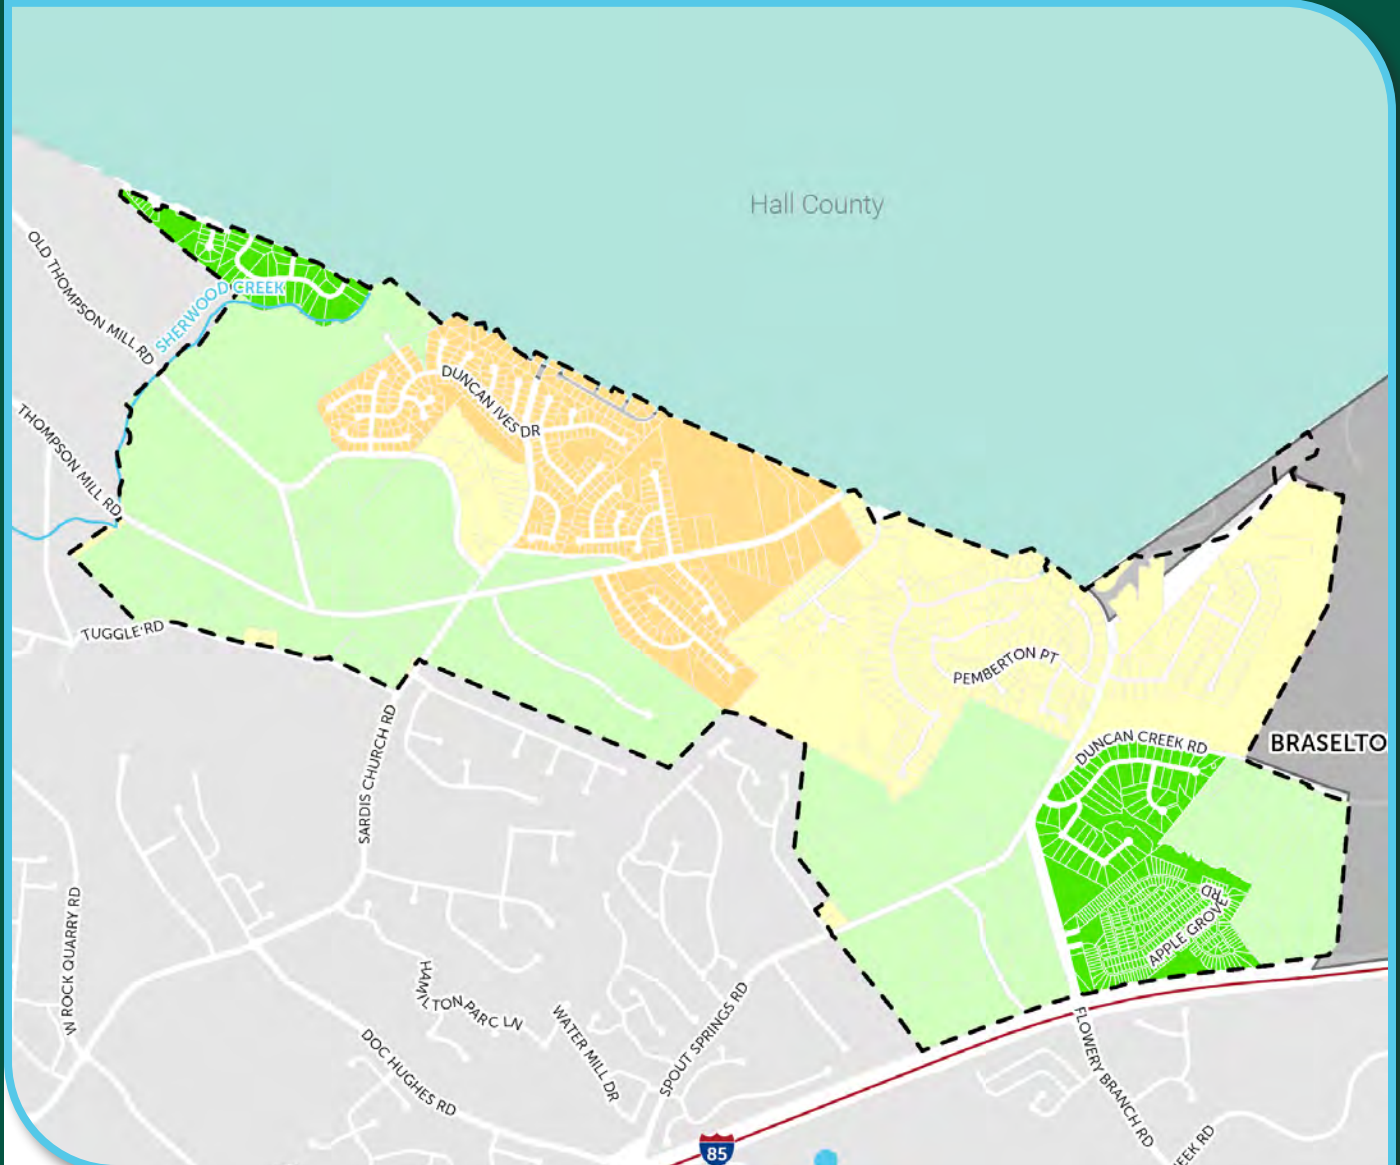 Hall County
OLD THOMPSON MILL RD
SHERWOOD CREEK
DUNCAN IVES DR
THOMPSON MILL RD
TUGGLE RD
PEMBERTON PT
DUNCAN CREEK RD
BRASELTO
SARDIS CHURCH RD
APPLE GROVE RD
W ROCK QUARRY RD
HAMILTON PARC LN
WATER MILL DR
SPOUT SPRINGS RD
DOC HUGHES RD
FLOWERY BRANCH RD
EEK RD
85